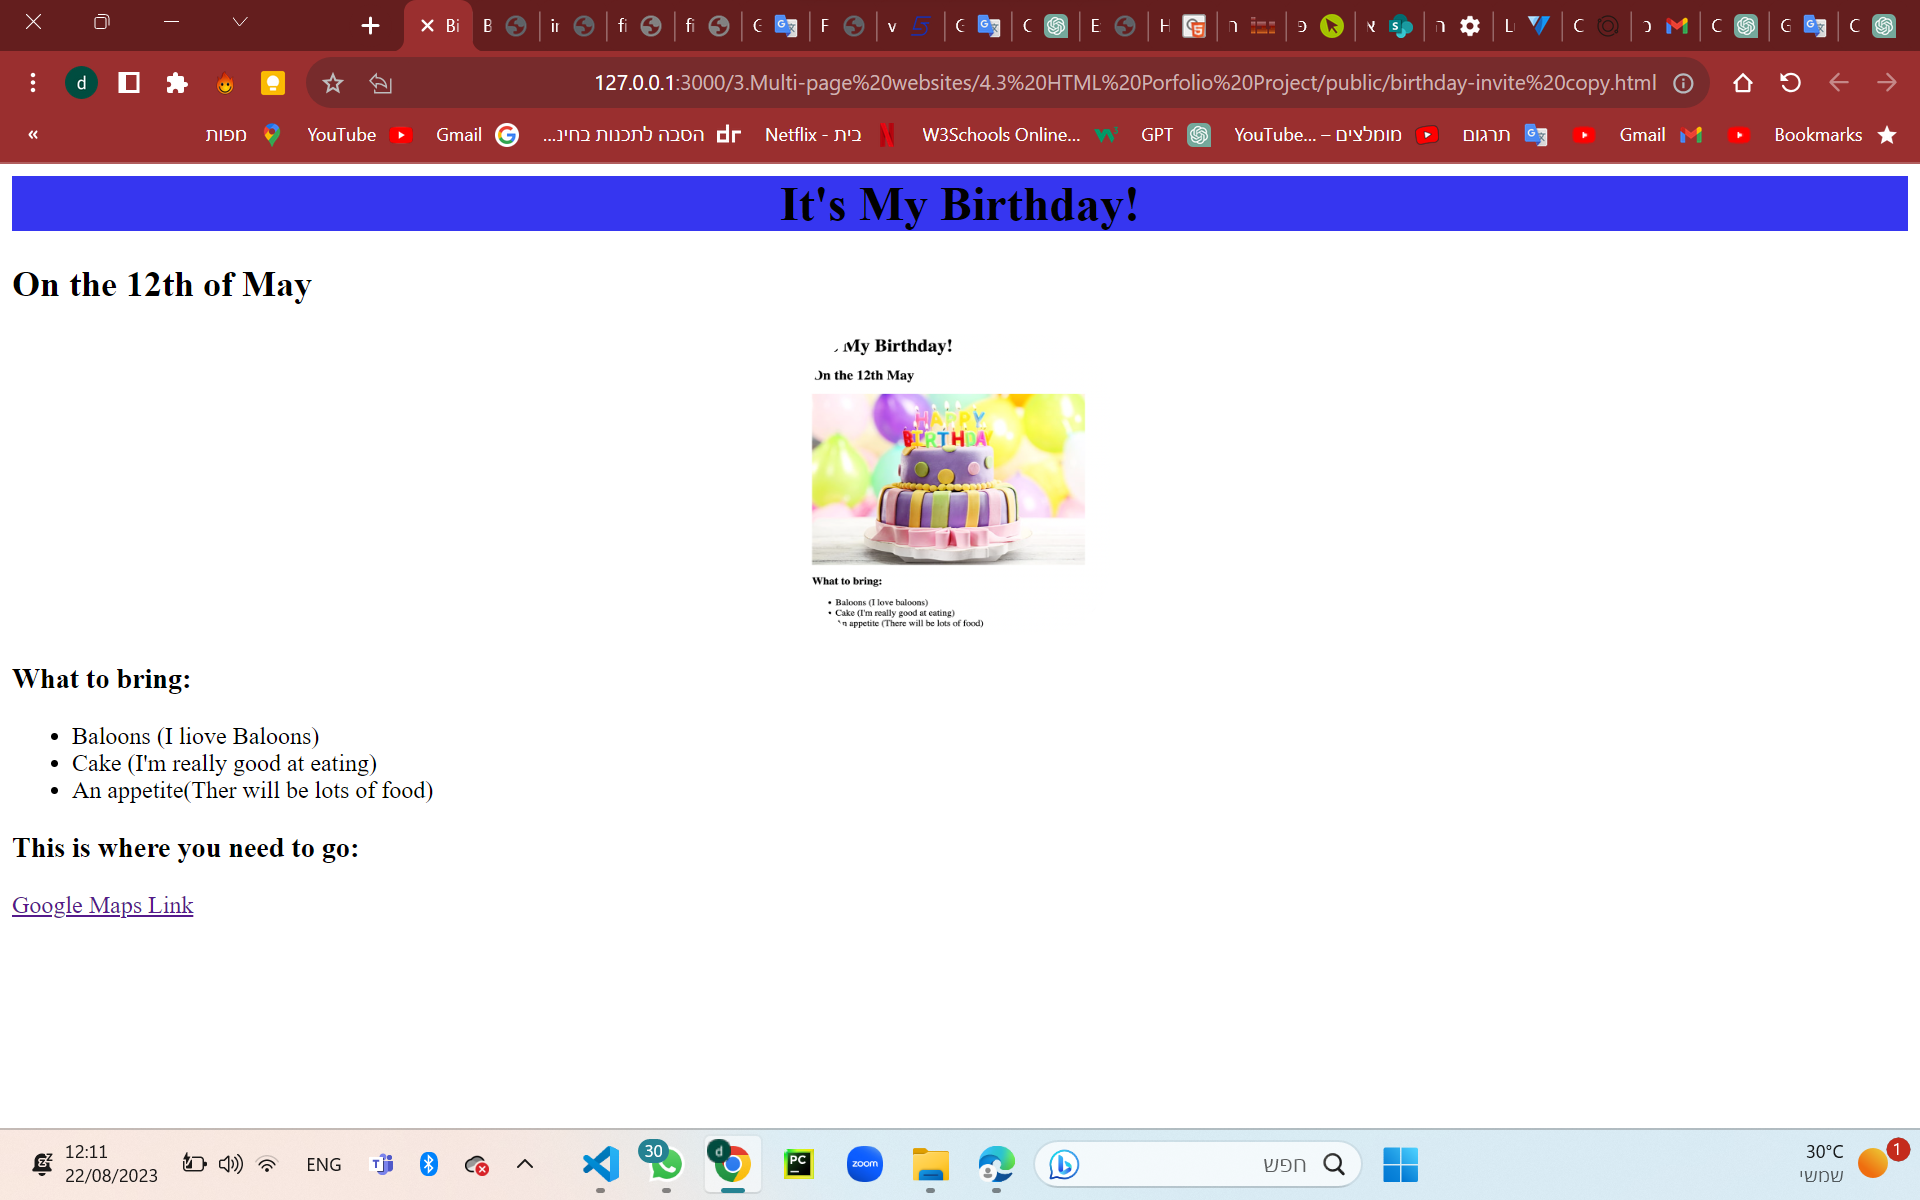 Bi
127.0.0.1:3000/3.Multi-page%20websites/4.3%20HTML%20Porfolio%20Project/public/birthday-invite%20copy.html
Bookmarks
Gmail
תרגום
מומלצים – YouTube...
GPT
W3Schools Online...
בית - Netflix
הסבה לתכנות בחינ...
Gmail
YouTube
מפות
«
It's My Birthday!
On the 12th of May
My Birthday!
On the 12th May
HAPPY
BIRTHDAY
What to bring:
• Baloons (I love baloons)
• Cake (I'm really good at eating)
An appetite (There will be lots of food)
What to bring:
• Baloons (I liove Baloons)
• Cake (I'm really good at eating)
• An appetite(Ther will be lots of food)
This is where you need to go:
Google Maps Link
12:11
22/08/2023
ENG
30
d
PC
zoom
חפש
30°C
שמשי
1